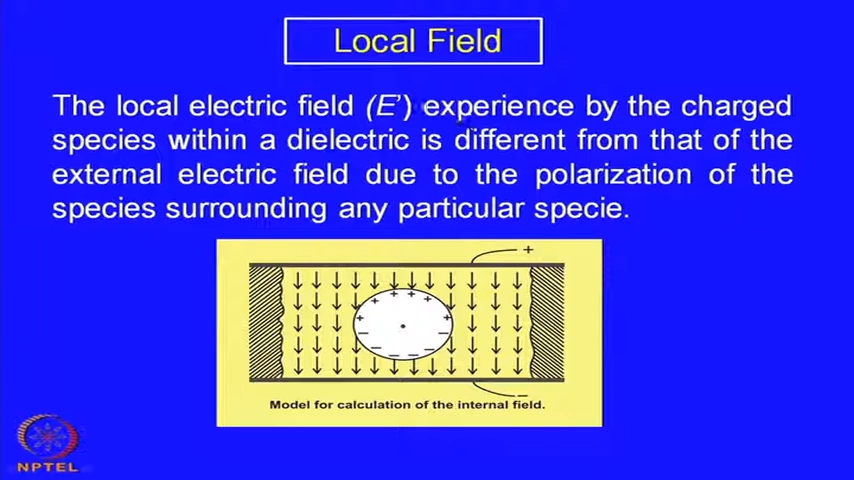 Local Field
The local electric field (E’) experience by the charged
species within a dielectric is different from that of the
external electric field due to the polarization of the
species surrounding any particular specie.
Model for calculation of the internal field.
NPTEL